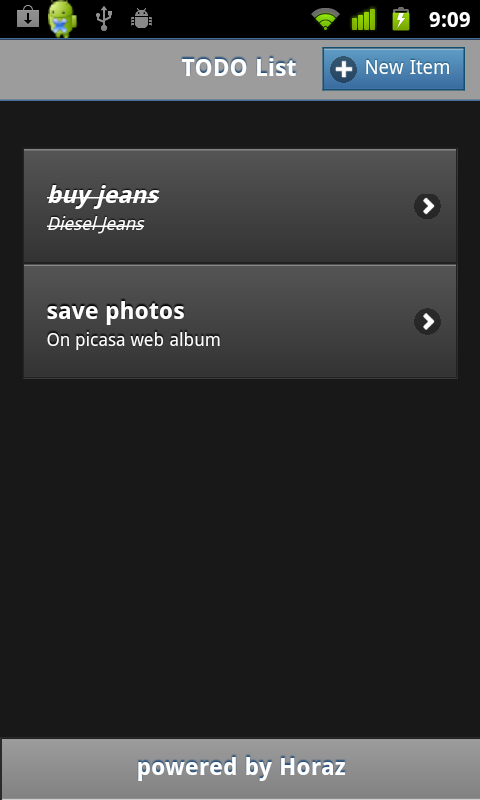 9:09
TODO List
New Item
buy jeans
Diesel Jeans
save photos
On picasa web album
powered by Horaz